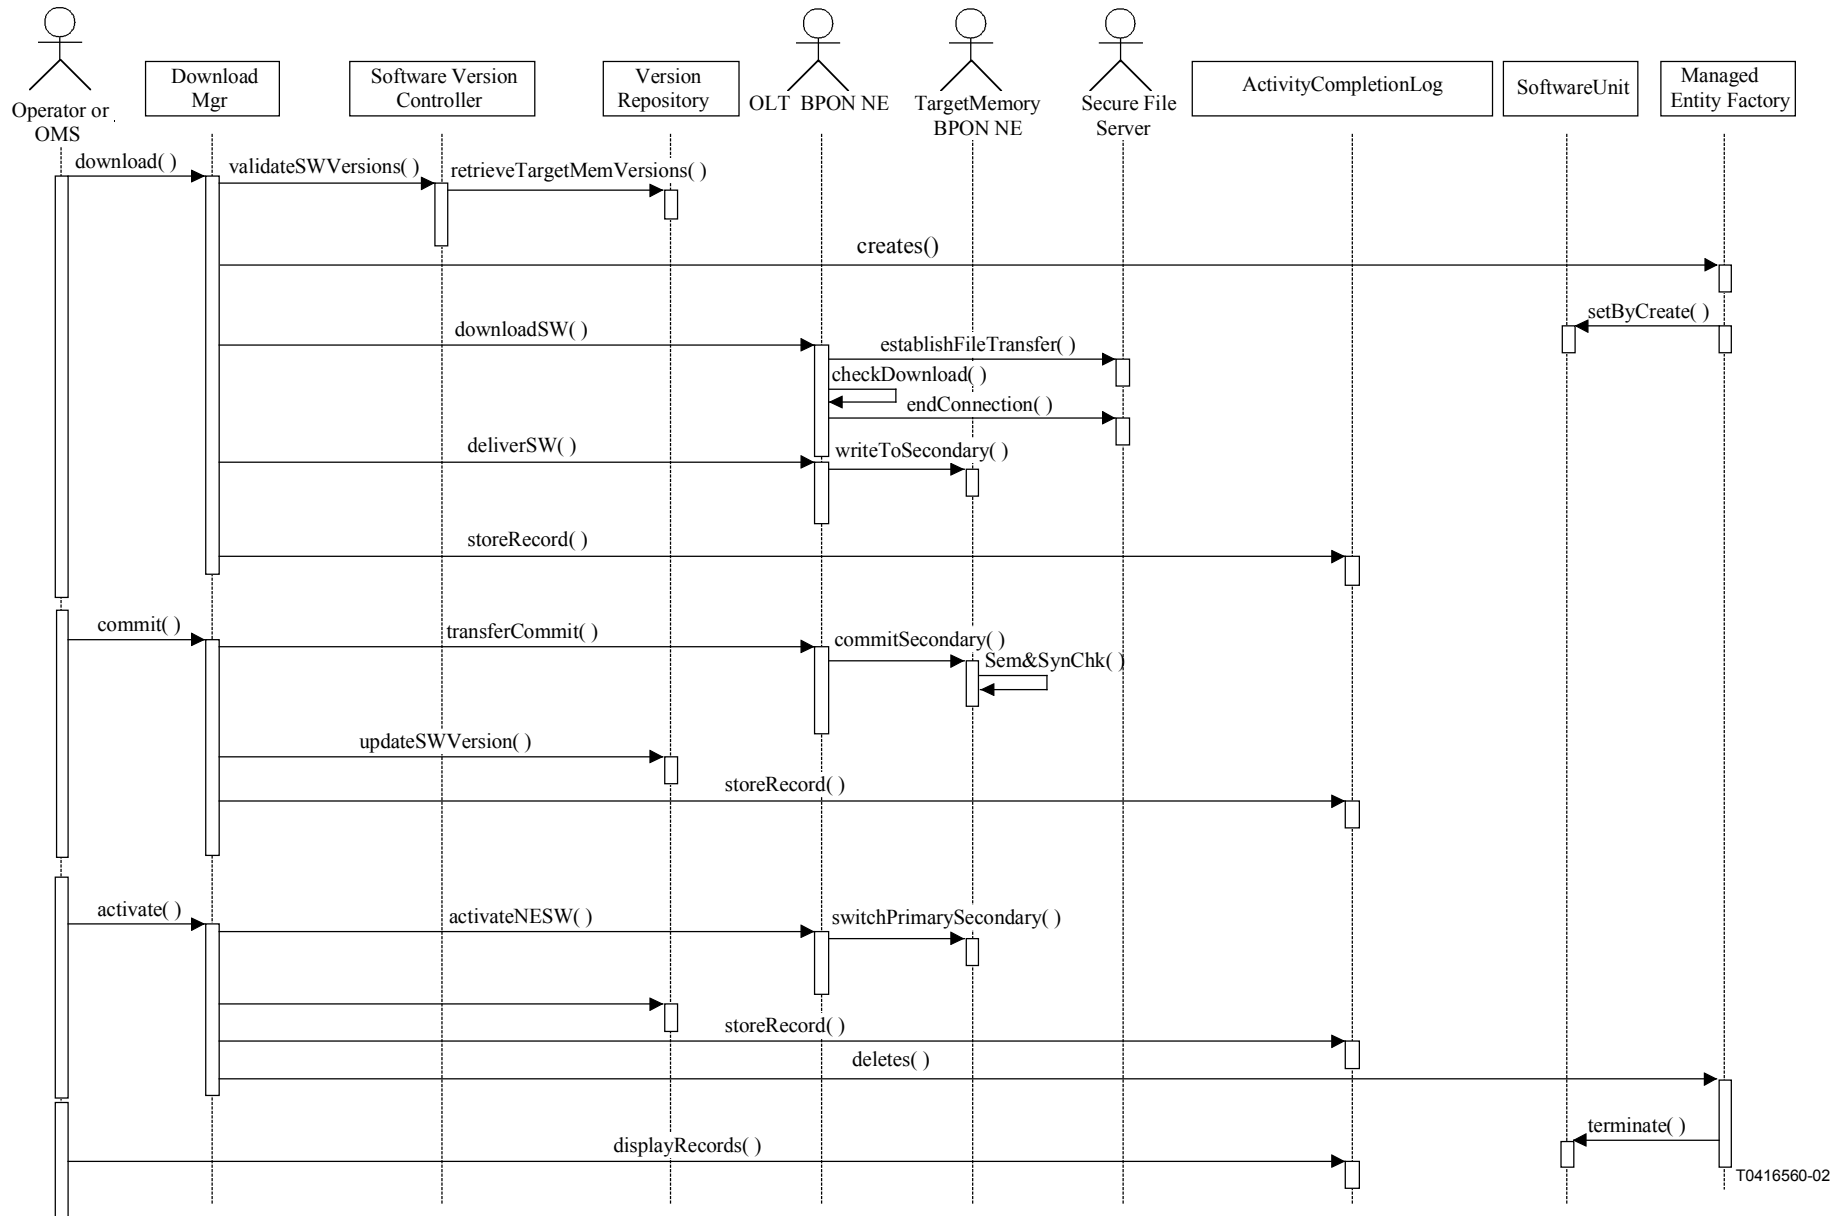 Operator or
OMS
Download
Mgr
Software Version
Controller
Version
Repository
OLT BPON NE
TargetMemory
BPON NE
Secure File
Server
ActivityCompletionLog
SoftwareUnit
Managed
Entity Factory
download( )
validateSWVersions( )
retrieveTargetMemVersions( )
creates()
setByCreate( )
downloadSW( )
establishFileTransfer( )
checkDownload( )
endConnection( )
deliverSW( )
writeToSecondary( )
storeRecord( )
commit( )
transferCommit( )
commitSecondary( )
Sem&SynChk( )
updateSWVersion( )
storeRecord( )
activate( )
activateNESW( )
switchPrimarySecondary( )
storeRecord( )
deletes( )
terminate( )
displayRecords( )
T0416560-02